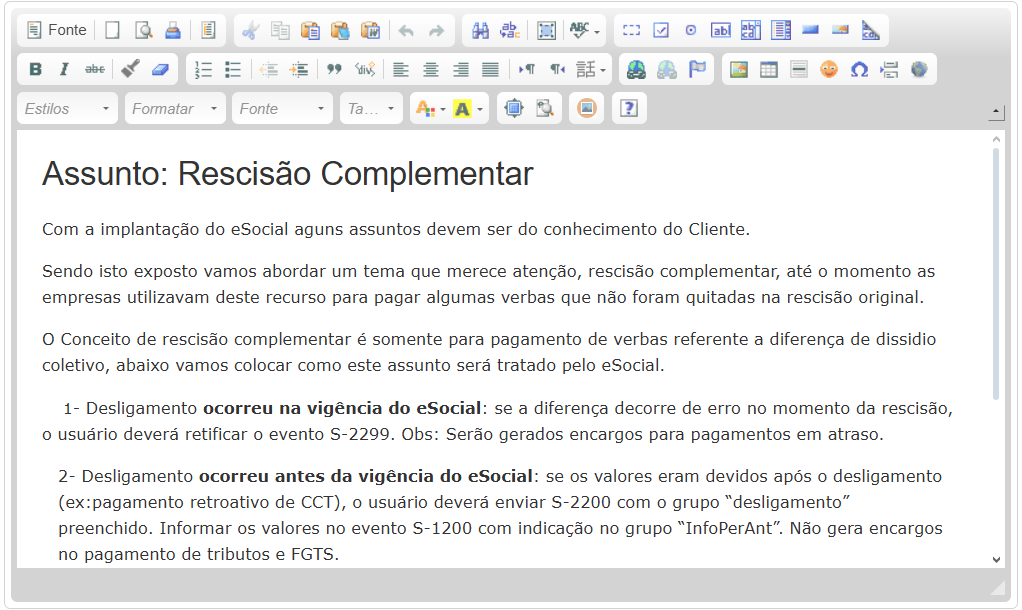 Fonte
Estilos Formatar Fonte Ta...
Assunto: Rescisão Complementar
Com a implantação do eSocial aguns assuntos devem ser do conhecimento do Cliente.
Sendo isto exposto vamos abordar um tema que merece atenção, rescisão complementar, até o momento as
empresas utilizavam deste recurso para pagar algumas verbas que não foram quitadas na rescisão original.
O Conceito de rescisão complementar é somente para pagamento de verbas referente a diferença de dissidio
coletivo, abaixo vamos colocar como este assunto será tratado pelo eSocial.
1- Desligamento ocorreu na vigência do eSocial: se a diferença decorre de erro no momento da rescisão,
o usuário deverá retificar o evento S-2299. Obs: Serão gerados encargos para pagamentos em atraso.
2- Desligamento ocorreu antes da vigência do eSocial: se os valores eram devidos após o desligamento
(ex:pagamento retroativo de CCT), o usuário deverá enviar S-2200 com o grupo “desligamento”
preenchido. Informar os valores no evento S-1200 com indicação no grupo “InfoPerAnt”. Não gera encargos
no pagamento de tributos e FGTS.